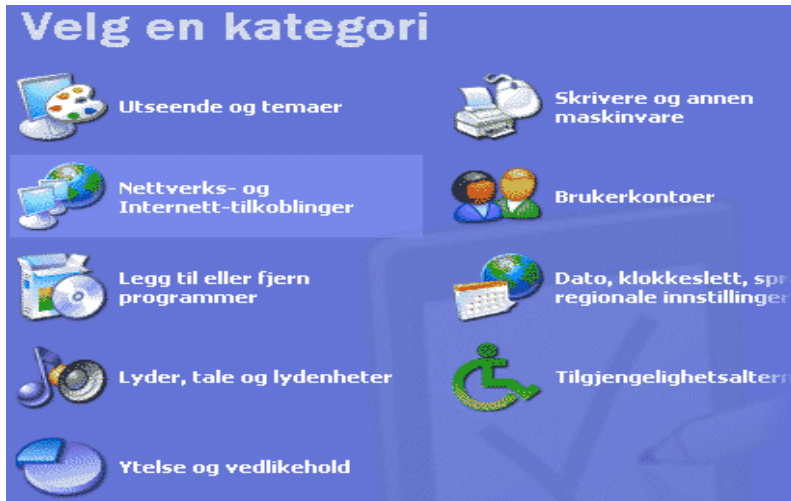 Velg en kategori
Utseende og temaer
Skrivere og annen
maskinvare
Nettverks- og
Internett-tilkoblinger
Brukerkontoer
Legg til eller fjern
programmer
Dato, klokkeslett, spr
regionale innstillinger
Lyder, tale og lydenheter
Tilgjengelighetsaltern
Ytelse og vedlikehold